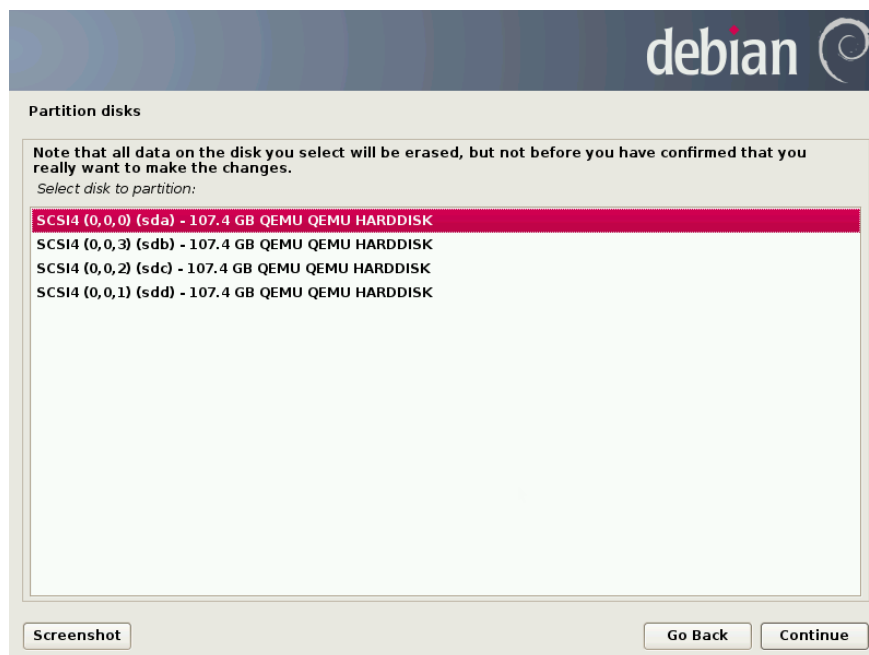 debian
Partition disks
Note that all data on the disk you select will be erased, but not before you have confirmed that you
really want to make the changes.
Select disk to partition:
SCSI4 (0,0,0) (sda) - 107.4 GB QEMU QEMU HARDDISK
SCSI4 (0,0,3) (sdb) - 107.4 GB QEMU QEMU HARDDISK
SCSI4 (0,0,2) (sdc) - 107.4 GB QEMU QEMU HARDDISK
SCSI4 (0,0,1) (sdd) - 107.4 GB QEMU QEMU HARDDISK
Screenshot
Go Back
Continue